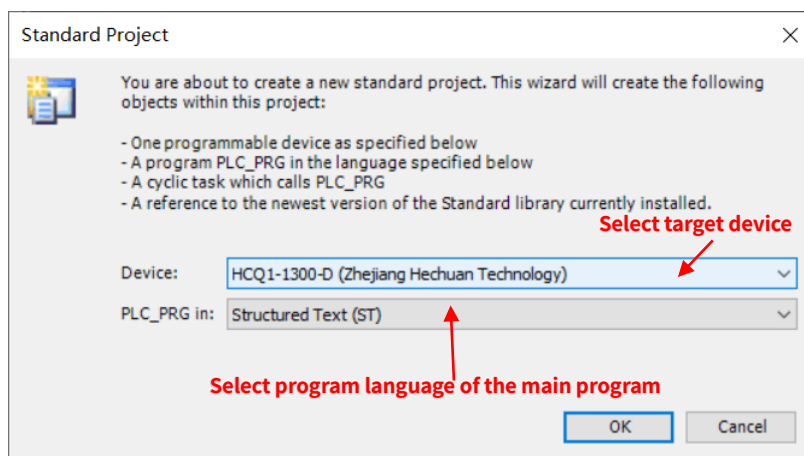 Standard Project
You are about to create a new standard project. This wizard will create the following
objects within this project:
- One programmable device as specified below
- A program PLC_PRG in the language specified below
- A cyclic task which calls PLC_PRG
- A reference to the newest version of the Standard library currently installed.
Select target device
Device:
HCQ1-1300-D (Zhejiang Hechuan Technology)
PLC_PRG in:
Structured Text (ST)
Select program language of the main program
OK
Cancel